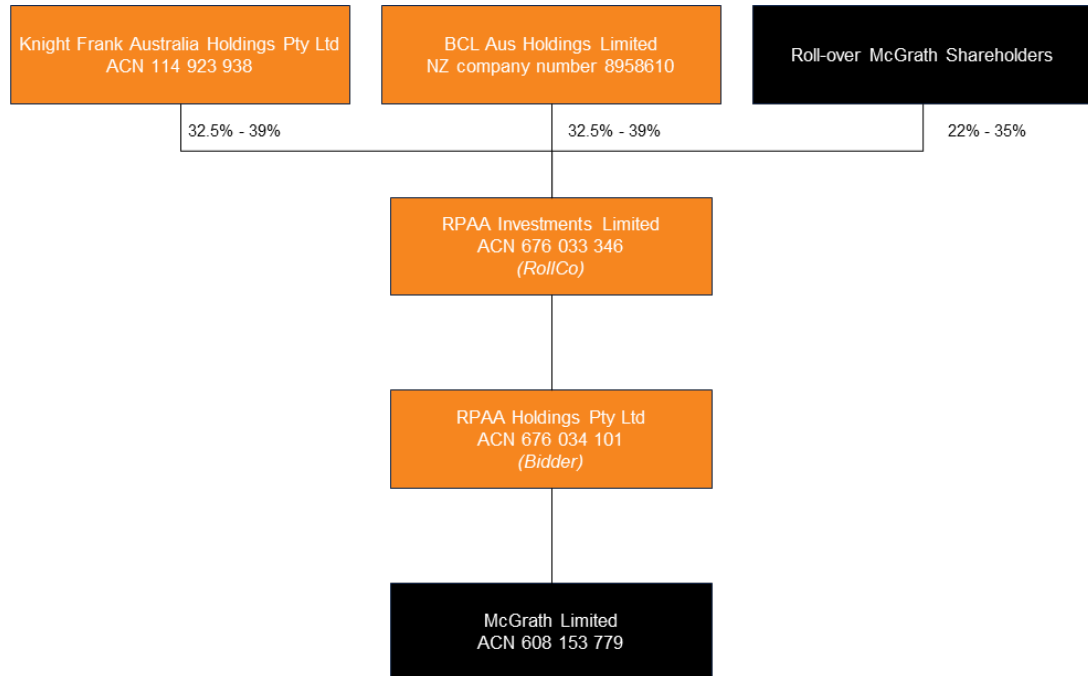 Knight Frank Australia Holdings Pty Ltd
ACN 114 923 938
BCL Aus Holdings Limited
NZ company number 8958610
Roll-over McGrath Shareholders
32.5% - 39%
32.5% - 39%
22% - 35%
RPAA Investments Limited
ACN 676 033 346
(RollCo)
RPAA Holdings Pty Ltd
ACN 676 034 101
(Bidder)
McGrath Limited
ACN 608 153 779